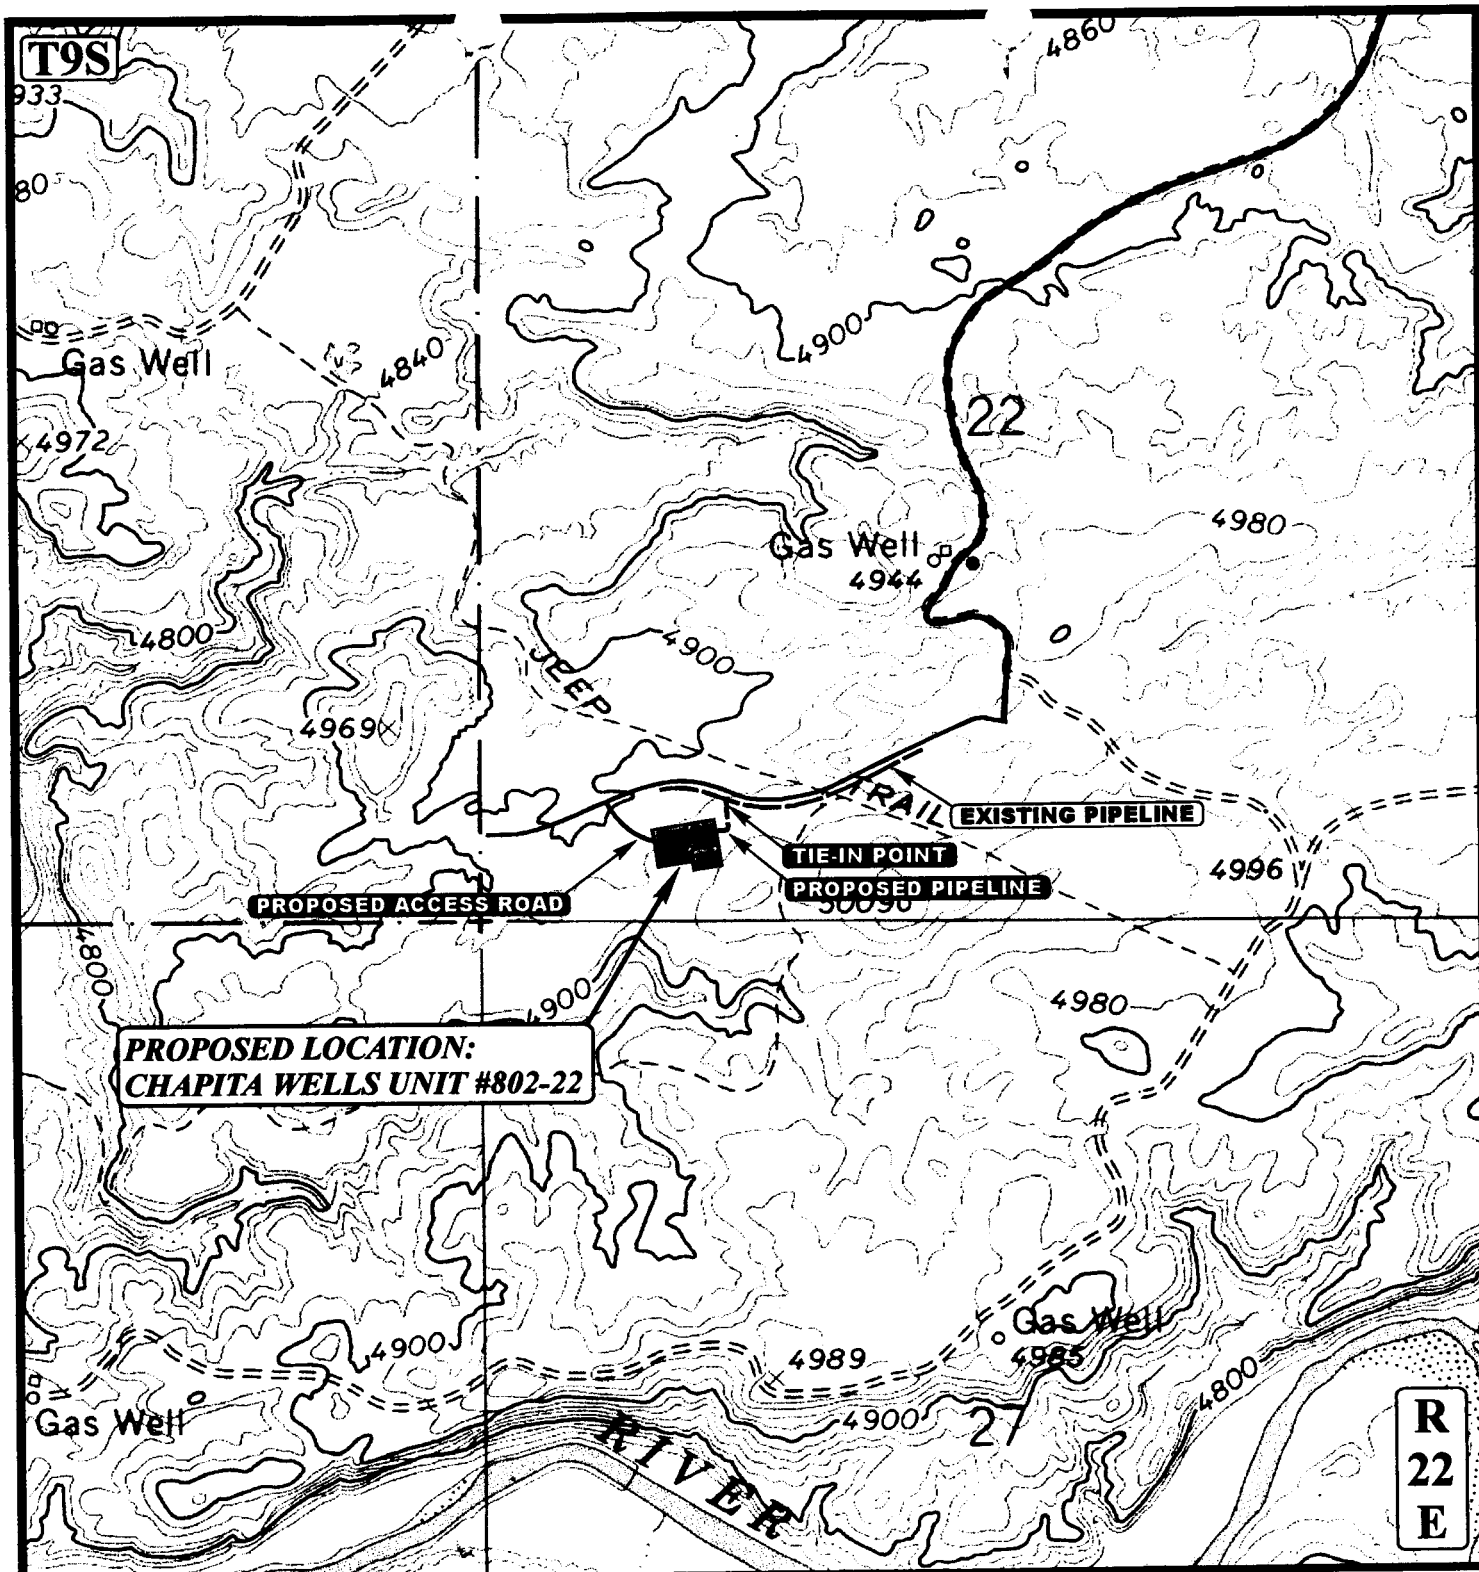 T9S
4860
933
80
4900
Gas Well
4840
22
4972
4980
Gas Well
4944
4800
4900
JEEP
4969
TRAIL
EXISTING PIPELINE
TIE-IN POINT
4996
PROPOSED PIPELINE
PROPOSED ACCESS ROAD
4800
4900
4980
PROPOSED LOCATION:
CHAPITA WELLS UNIT #802-22
Gas Well
4985
4900
4989
4800
Gas Well
4900
27
RIVER
R
22
E